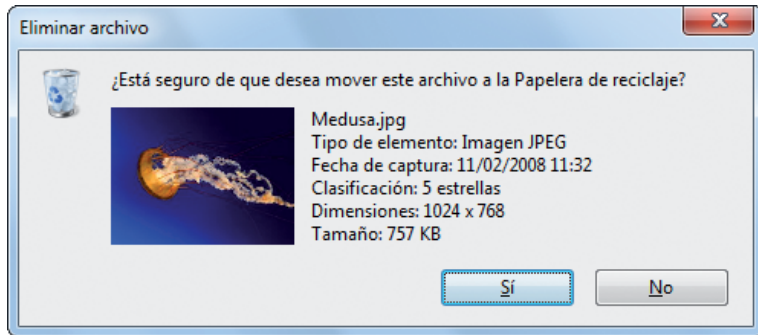 Eliminar archivo
¿Está seguro de que desea mover este archivo a la Papelera de reciclaje?
Medusa.jpg
Tipo de elemento: Imagen JPEG
Fecha de captura: 11/02/2008 11:32
Clasificación: 5 estrellas
Dimensiones: 1024 x 768
Tamaño: 757 KB
Sí
No